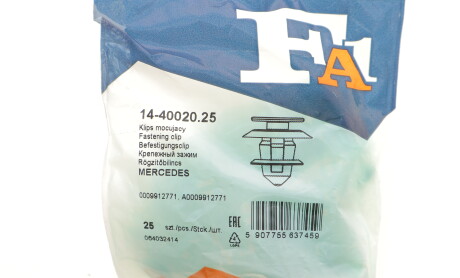 FA1
14-40020.25
Klips mocujący
Fastening clip
Befestigungsclip
Крепежный зажим
Rögzítőbilincs
MERCEDES
0009912771, A0009912771
25 szt./pcs./Stck./шт.
064032414
EAC
5 907755 637459